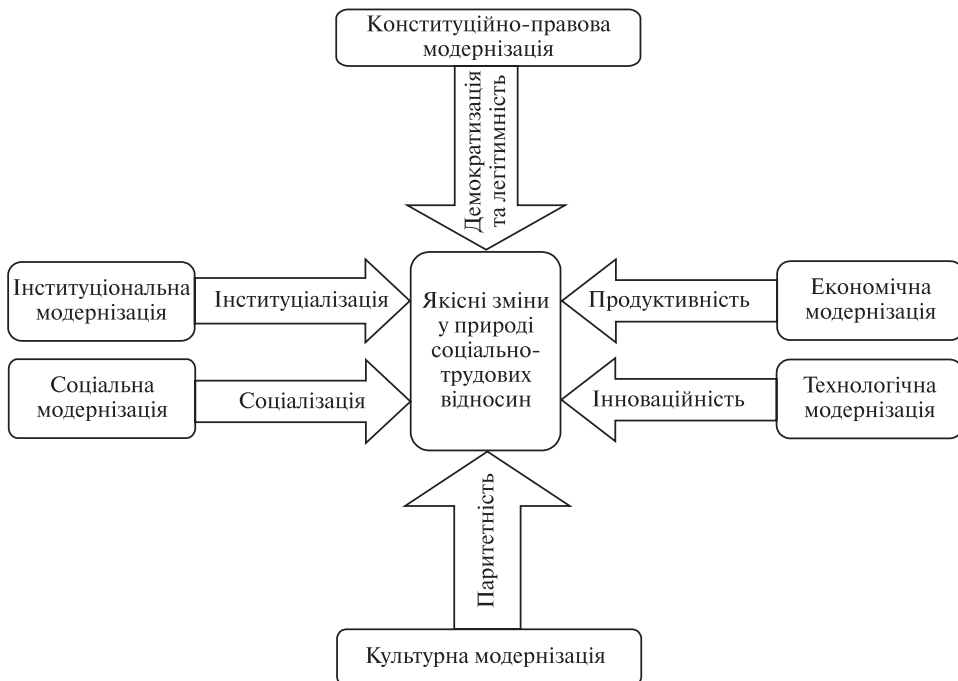 Конституційно-правова
модернізація
Демократизація
та легітимність
Інституціональна
модернізація
Інституціалізація
Якісні зміни
у природі
соціально-
трудових
відносин
Продуктивність
Економічна
модернізація
Соціальна
модернізація
Соціалізація
Інноваційність
Технологічна
модернізація
Паритетність
Культурна модернізація